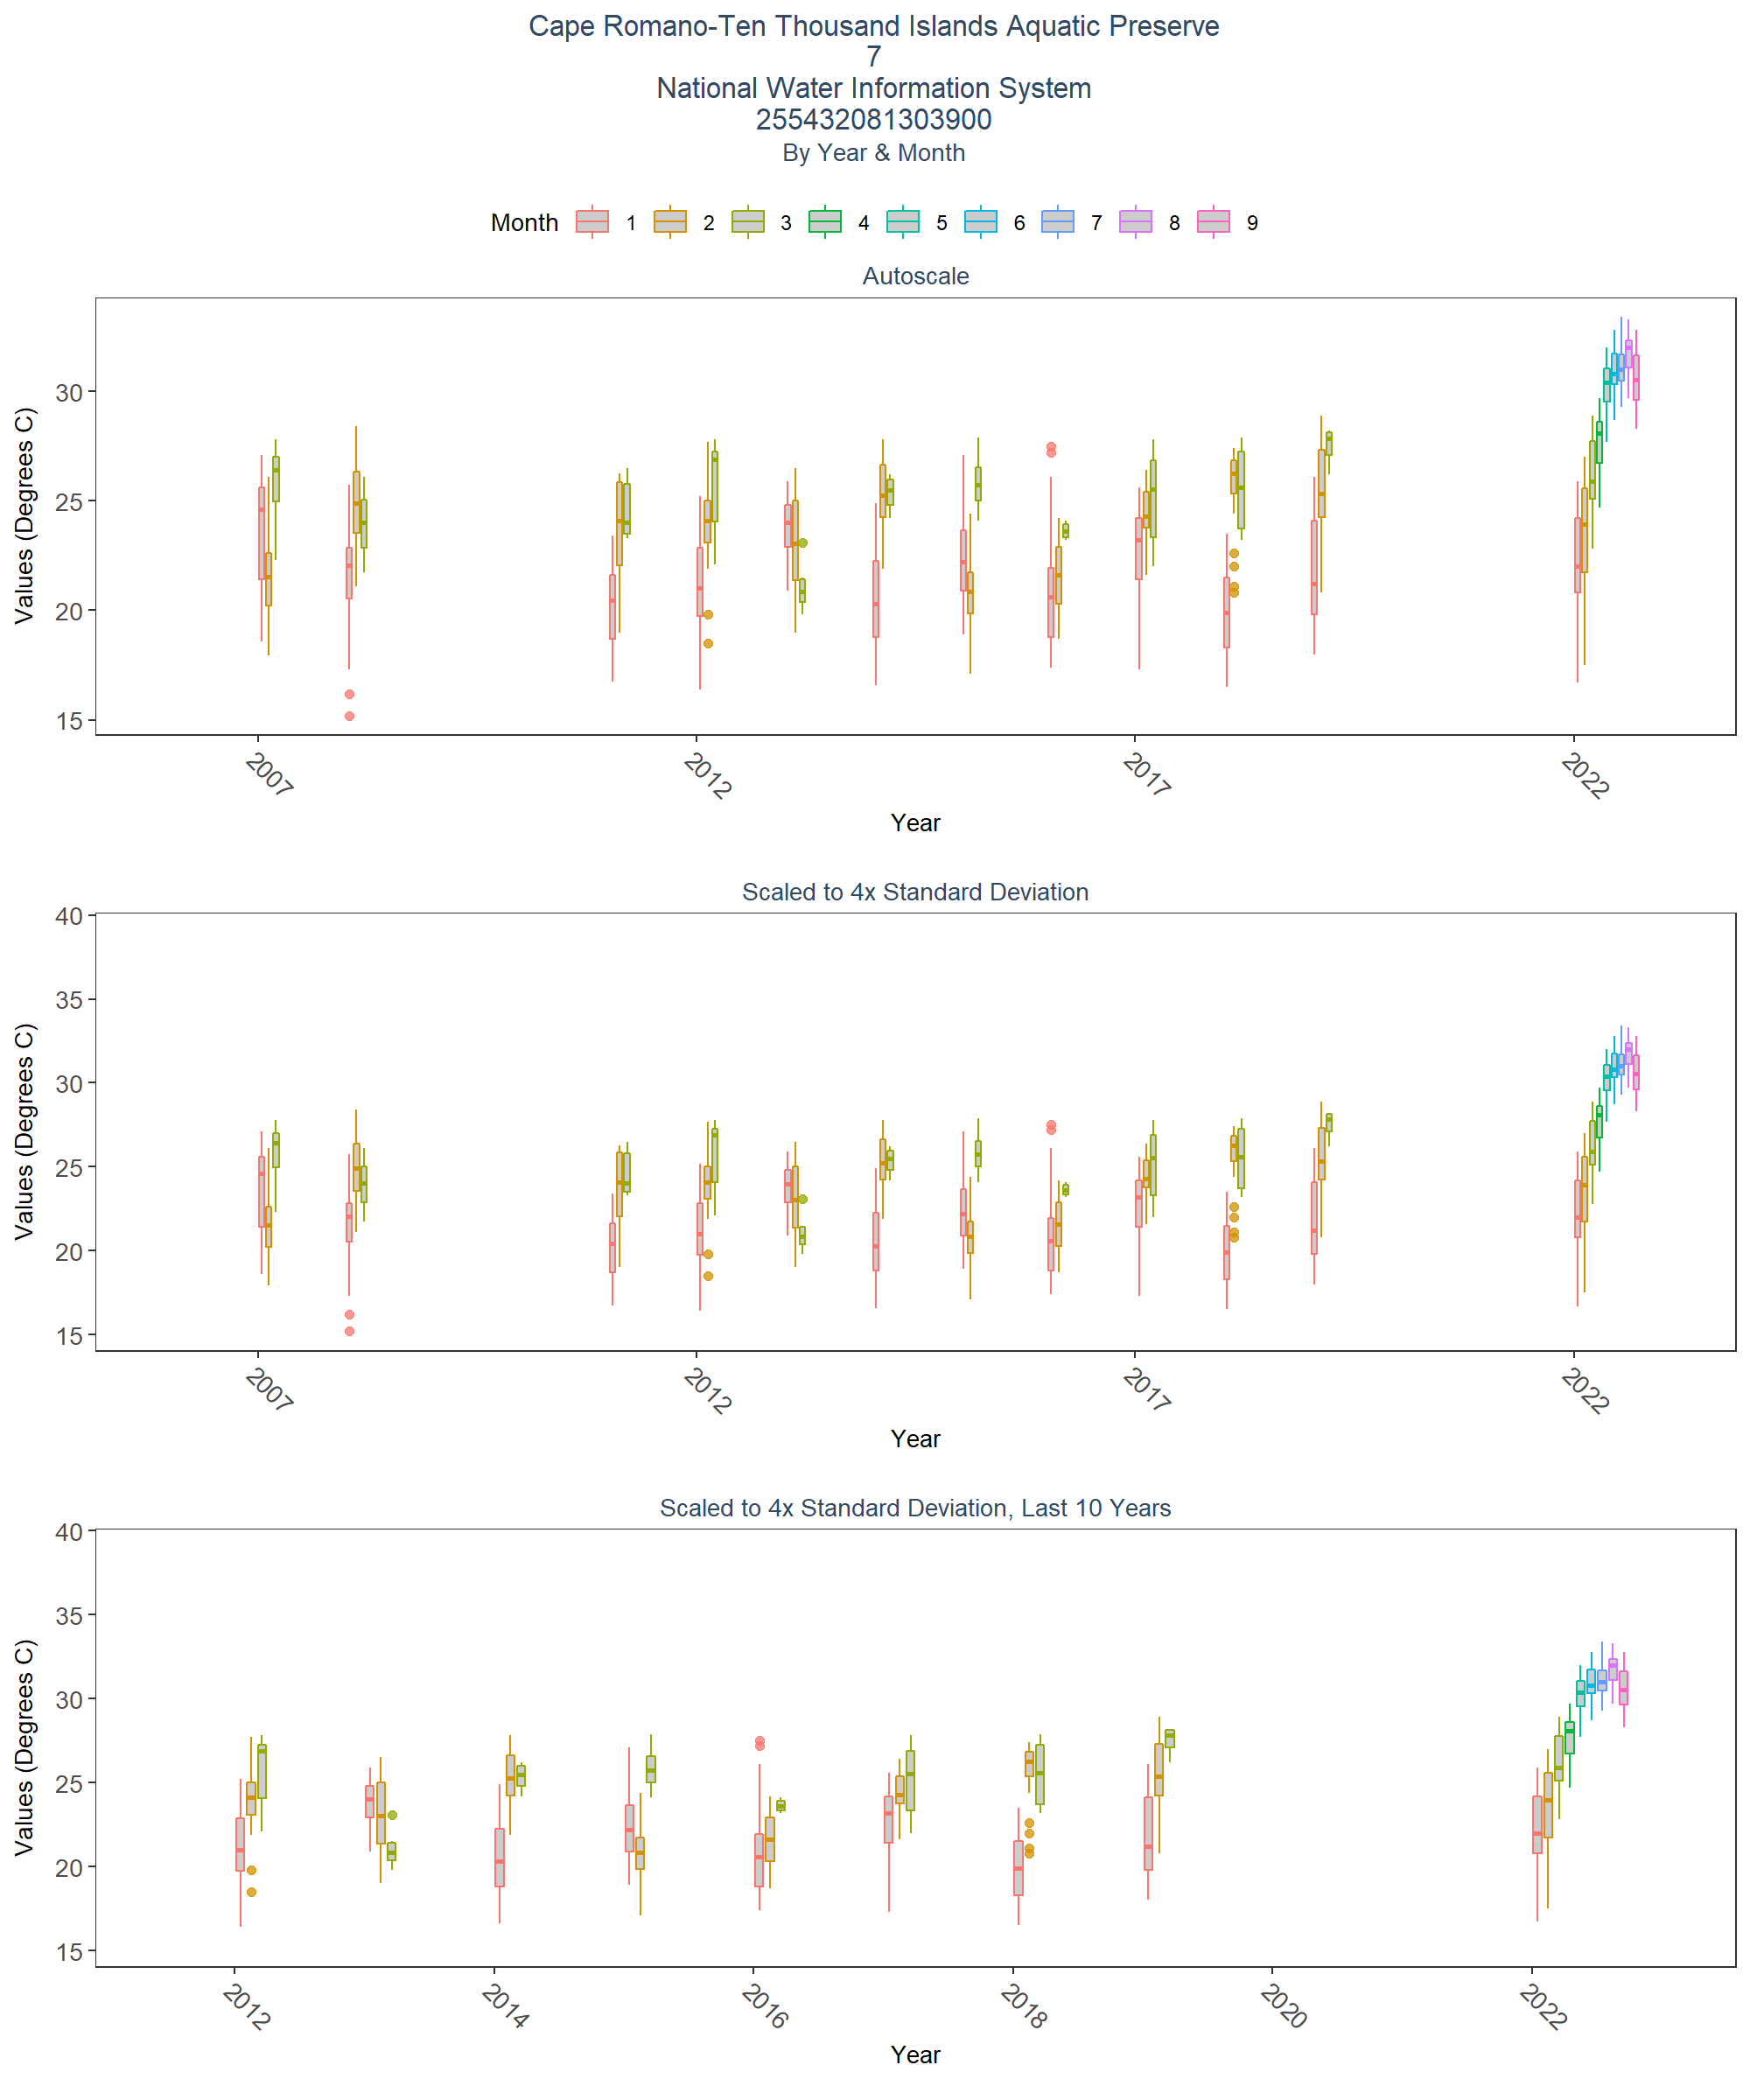 Cape Romano-Ten Thousand Islands Aquatic Preserve
7
National Water Information System
255432081303900
By Year & Month
Month 1 2 3 4 5 6 7 8 9
Autoscale
Values (Degrees C)
30
25
20
15
2007 2012 2017 2022
Year
Scaled to 4x Standard Deviation
Values (Degrees C)
40
35
30
25
20
15
2007 2012 2017 2022
Year
Scaled to 4x Standard Deviation, Last 10 Years
Values (Degrees C)
40
35
30
25
20
15
2012 2014 2016 2018 2020 2022
Year